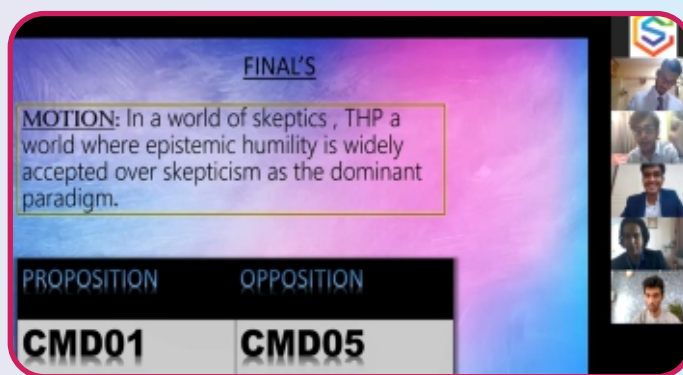 FINAL'S
MOTION: In a world of skeptics , THP a
world where epistemic humility is widely
accepted over skepticism as the dominant
paradigm.
PROPOSITION OPPOSITION
CMD01 CMD05